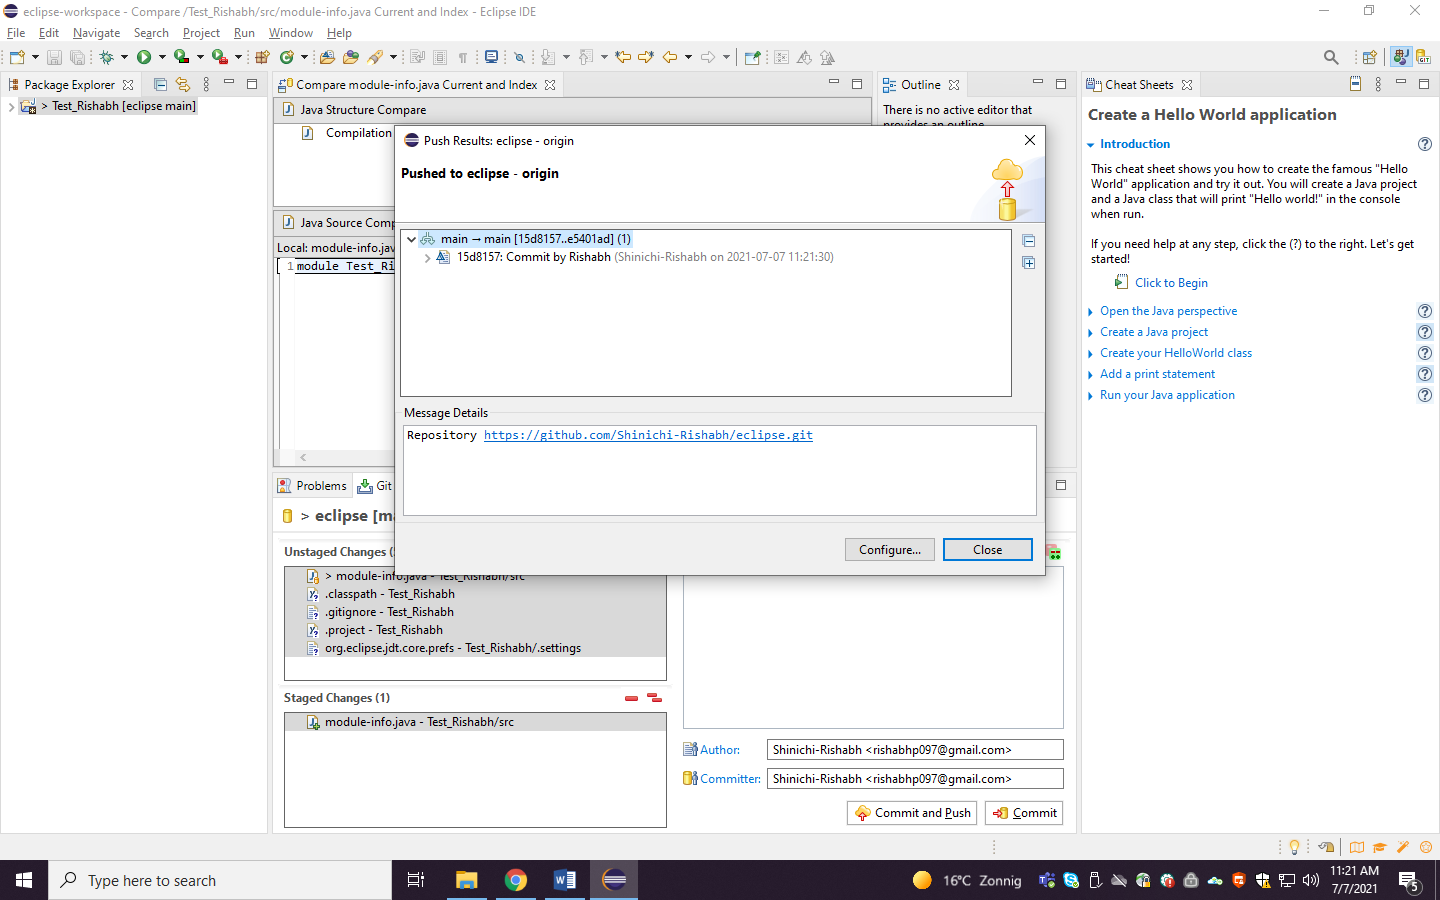 eclipse-workspace - Compare /Test_Rishabh/src/module-info.java Current and Index - Eclipse IDE
File Edit Navigate Search Project Run Window Help
Package Explorer
> Test_Rishabh [eclipse main]
Compare module-info.java Current and Index
Java Structure Compare
Compilation
Java Source Comp
Local: module-info.jav
1 module Test_Ri
Outline
There is no active editor that
provides an outline.
Push Results: eclipse - origin
Pushed to eclipse - origin
main → main [15d8157..e5401ad] (1)
15d8157: Commit by Rishabh (Shinichi-Rishabh on 2021-07-07 11:21:30)
Message Details
Repository https://github.com/Shinichi-Rishabh/eclipse.git
Configure...
Close
Problems
Git
> eclipse [ma
Unstaged Changes (
> module-info.java - Test_Rishabh/src
.classpath - Test_Rishabh
.gitignore - Test_Rishabh
.project - Test_Rishabh
org.eclipse.jdt.core.prefs - Test_Rishabh/.settings
Staged Changes (1)
module-info.java - Test_Rishabh/src
Author: Shinichi-Rishabh <rishabhp097@gmail.com>
Committer: Shinichi-Rishabh <rishabhp097@gmail.com>
Commit and Push
Commit
Cheat Sheets
Create a Hello World application
Introduction
This cheat sheet shows you how to create the famous "Hello
World" application and try it out. You will create a Java project
and a Java class that will print "Hello world!" in the console
when run.
If you need help at any step, click the (?) to the right. Let's get
started!
Click to Begin
Open the Java perspective
Create a Java project
Create your HelloWorld class
Add a print statement
Run your Java application
Type here to search
16°C Zonnig
11:21 AM
7/7/2021
5